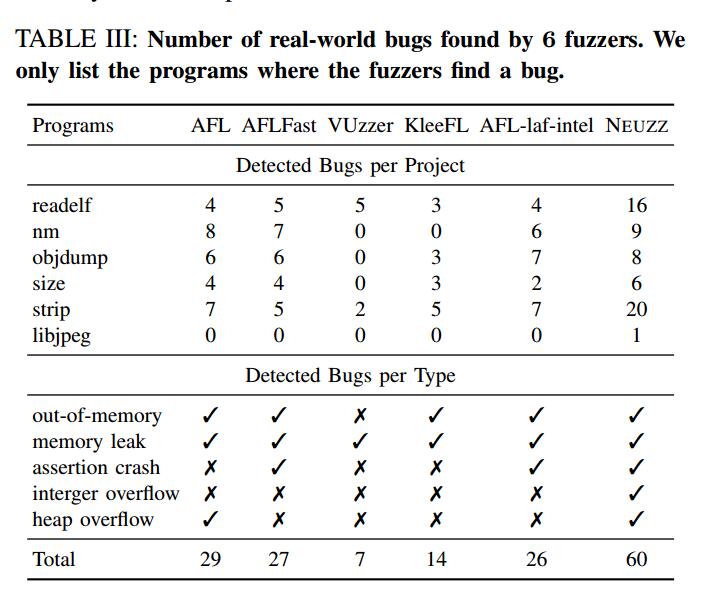 TABLE III: Number of real-world bugs found by 6 fuzzers. We
only list the programs where the fuzzers find a bug.
Programs AFL AFLFast VUzzer KleeFL AFL-laf-intel NEUZZ
Detected Bugs per Project
readelf 4 5 5 3 4 16
nm 8 7 0 0 6 9
objdump 6 6 0 3 7 8
size 4 4 0 3 2 6
strip 7 5 2 5 7 20
libjpeg 0 0 0 0 0 1
Detected Bugs per Type
out-of-memory ✓ ✓ ✗ ✓ ✓ ✓
memory leak ✓ ✓ ✓ ✓ ✓ ✓
assertion crash ✗ ✓ ✗ ✗ ✓ ✓
interger overflow ✗ ✗ ✗ ✗ ✗ ✓
heap overflow ✓ ✗ ✗ ✗ ✗ ✓
Total 29 27 7 14 26 60